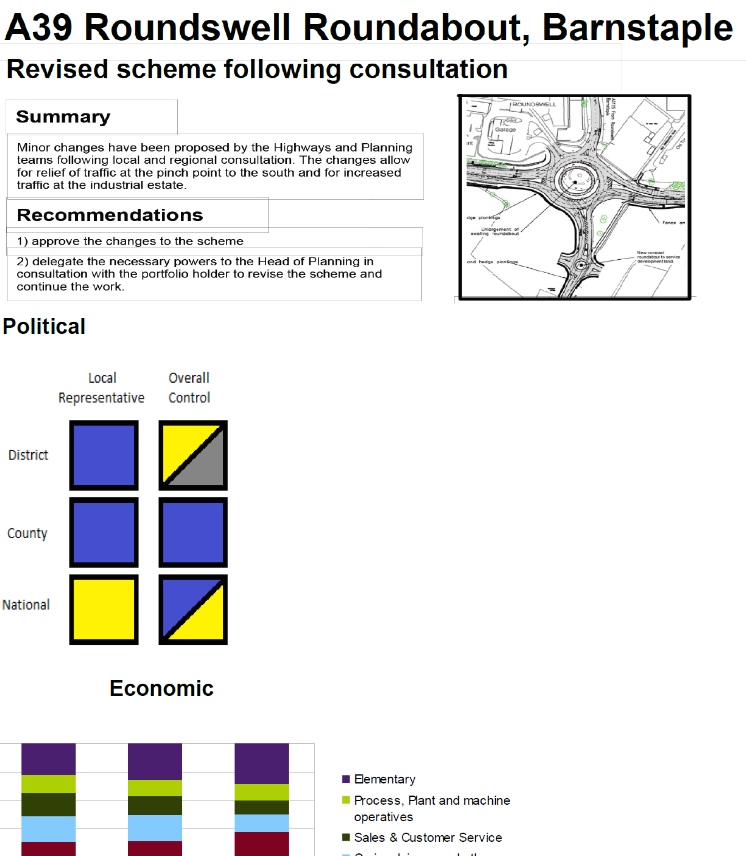 A39 Roundswell Roundabout, Barnstaple
Revised scheme following consultation
Summary
Minor changes have been proposed by the Highways and Planning
teams following local and regional consultation. The changes allow
for relief of traffic at the pinch point to the south and for increased
traffic at the industrial estate.
Recommendations
1) approve the changes to the scheme
2) delegate the necessary powers to the Head of Planning in
consultation with the portfolio holder to revise the scheme and
continue the work.
ROUNDSWELL
Garage
Enlargement of
existing roundabout
New normal
roundabout to service
development land
and hedge plantings
Political
Local
Representative
Overall
Control
District
County
National
Economic
Elementary
Process, Plant and machine
operatives
Sales & Customer Service